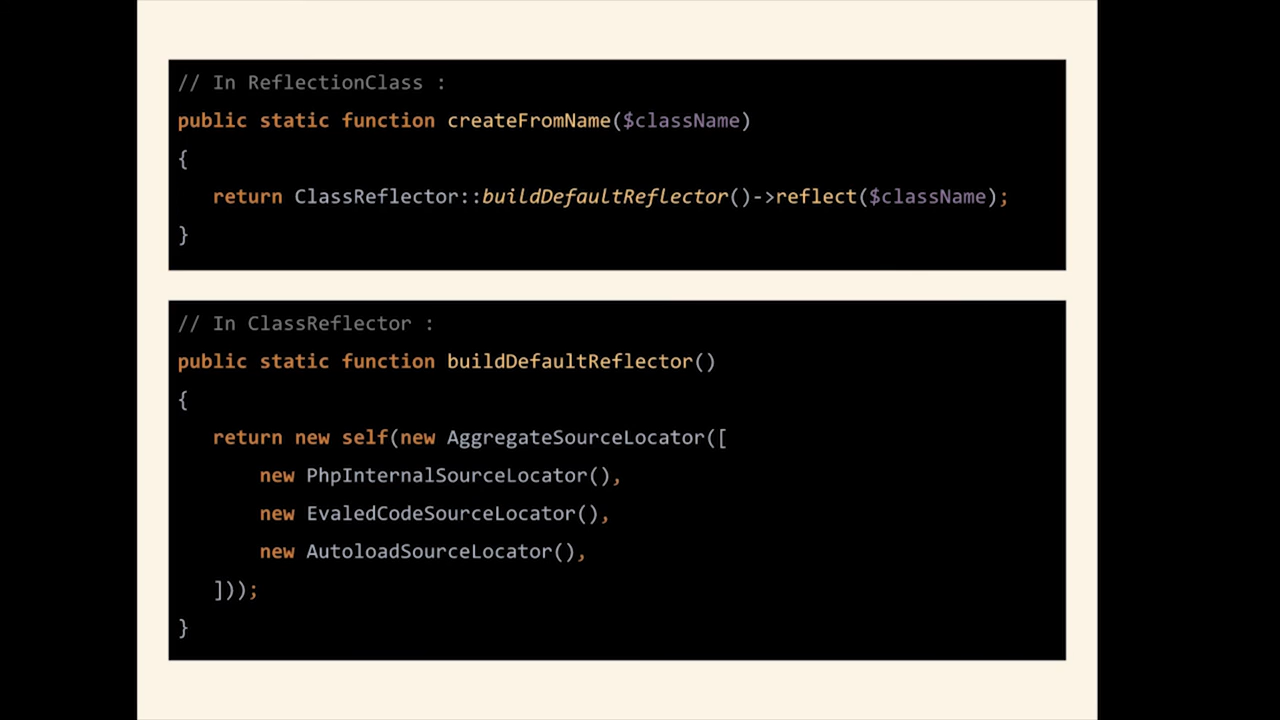 // In ReflectionClass :
public static function createFromName($className)
{
return ClassReflector::buildDefaultReflector()->reflect($className);
}
// In ClassReflector :
public static function buildDefaultReflector()
{
return new self(new AggregateSourceLocator([
new PhpInternalSourceLocator(),
new EvaledCodeSourceLocator(),
new AutoloadSourceLocator(),
]));
}